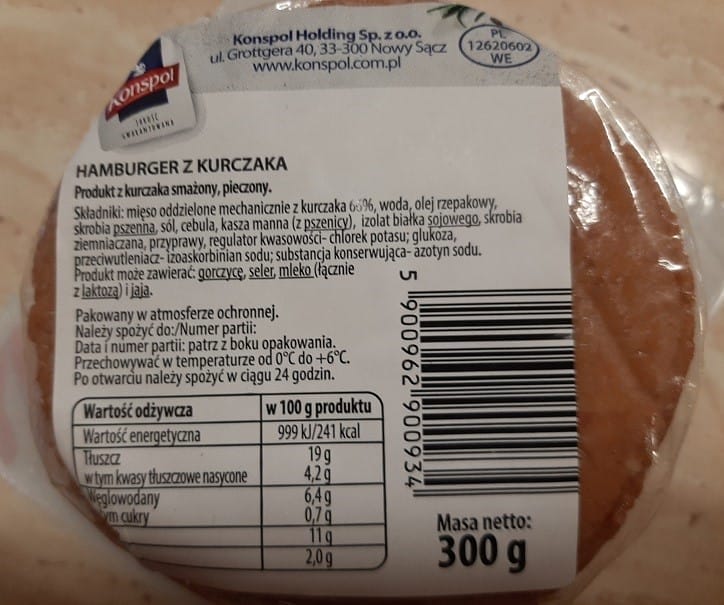 Konspol Holding Sp. z o.o.
ul. Grottgera 40, 33-300 Nowy Sącz
www.konspol.com.pl
PL
12620602
WE
Konspol
JAKOŚĆ
GWARANTOWANA
HAMBURGER Z KURCZAKA
Produkt z kurczaka smażony, pieczony.
Składniki: mięso oddzielone mechanicznie z kurczaka woda, olej rzepakowy,
skrobia pszenna, sól, cebula, kasza manna (z pszenicy), izolat białka sojowego, skrobia
ziemniaczana, przyprawy, regulator kwasowości- chlorek potasu; glukoza,
przeciwutleniacz- izoaskorbinian sodu; substancja konserwująca- azotyn sodu.
Produkt może zawierać: gorczycę, seler, mleko (łącznie
z laktozą) i jaja.
Pakowany w atmosferze ochronnej.
Należy spożyć do:/Numer partii:
Data i numer partii: patrz z boku opakowania.
Przechowywać w temperaturze od 0°C do +6°C.
Po otwarciu należy spożyć w ciągu 24 godzin.
Wartość odżywcza w 100 g produktu
Wartość energetyczna 999 kJ/241 kcal
Tłuszcz 19 g
w tym kwasy tłuszczowe nasycone 4,2 g
Węglowodany 6,4 g
tym cukry 0,7 g
11 g
2,0 g
5 900962 900934
Masa netto:
300 g